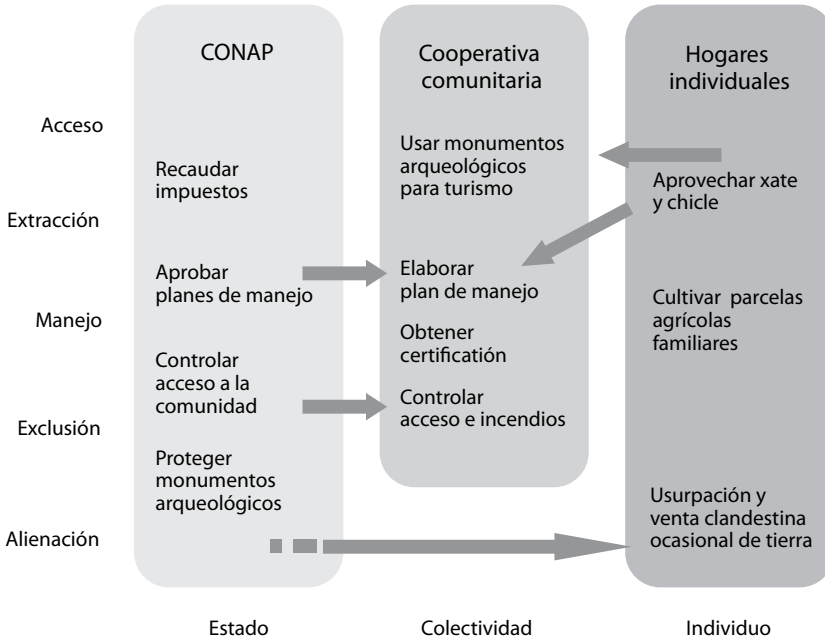 CONAP
Cooperativa
comunitaria
Hogares
individuales
Acceso
Extracción
Manejo
Exclusión
Alienación
Recaudar
impuestos
Aprobar
planes de manejo
Controlar
acceso a la
comunidad
Proteger
monumentos
arqueológicos
Usar monumentos
arqueológicos
para turismo
Elaborar
plan de manejo
Obtener
certificatión
Controlar
acceso e incendios
Aprovechar xate
y chicle
Cultivar parcelas
agrícolas
familiares
Usurpación y
venta clandestina
ocasional de tierra
Estado
Colectividad
Individuo